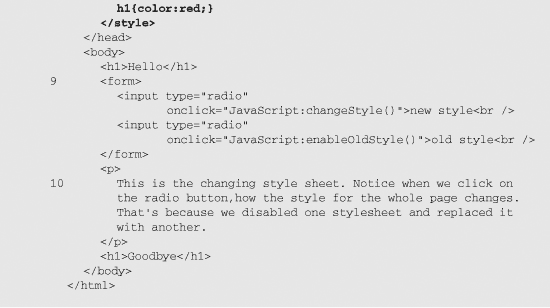 h1{color:red;}
</style>
</head>
<body>
<h1>Hello</h1>
9 <form>
<input type="radio"
onclick="JavaScript:changeStyle()">new style<br />
<input type="radio"
onclick="JavaScript:enableOldStyle()">old style<br />
</form>
<p>
10 This is the changing style sheet. Notice when we click on
the radio button,how the style for the whole page changes.
That's because we disabled one stylesheet and replaced it
with another.
</p>
<h1>Goodbye</h1>
</body>
</html>